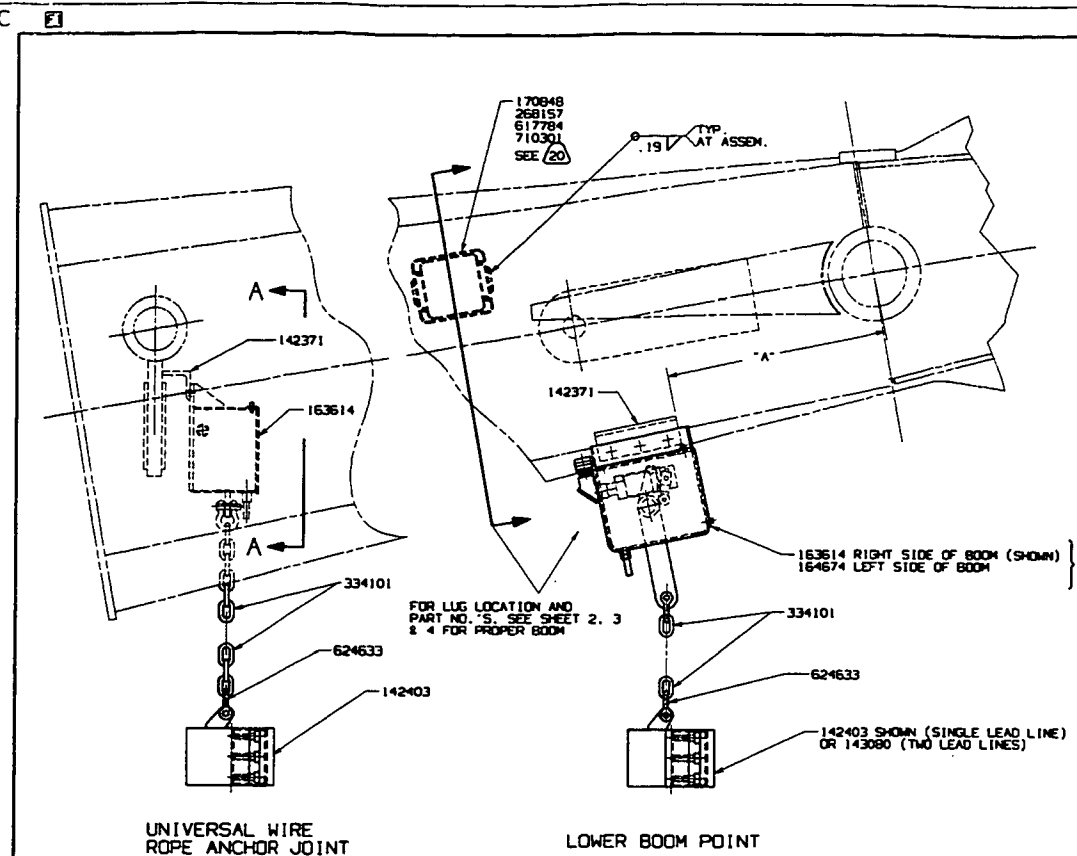 C
170848
268157
617784
710301
SEE 20
.19
TYP.
AT ASSEM.
A
142371
163614
"A"
142371
A
163614 RIGHT SIDE OF BOOM (SHOWN)
164674 LEFT SIDE OF BOOM
334101
FOR LUG LOCATION AND
PART NO.'S. SEE SHEET 2, 3
& 4 FOR PROPER BOOM
334101
624633
624633
142403
142403 SHOWN (SINGLE LEAD LINE)
OR 143080 (TWO LEAD LINES)
UNIVERSAL WIRE
ROPE ANCHOR JOINT
LOWER BOOM POINT